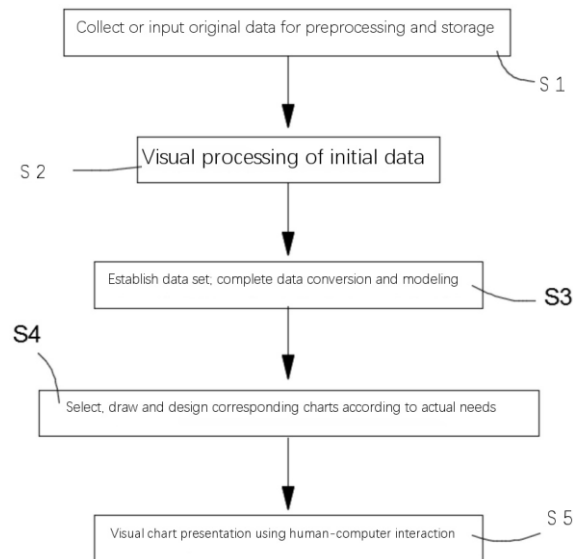 Collect or input original data for preprocessing and storage
S 1
Visual processing of initial data
S 2
Establish data set; complete data conversion and modeling
S3
S4
Select, draw and design corresponding charts according to actual needs
S 5
Visual chart presentation using human-computer interaction